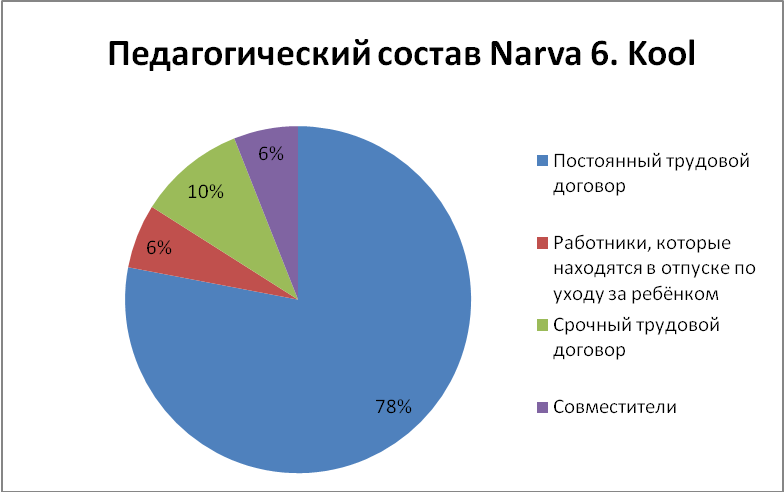 Педагогический состав Narva 6. Kool
6%
10%
6%
78%
Постоянный трудовой
договор
Работники, которые
находятся в отпуске по
уходу за ребёнком
Срочный трудовой
договор
Совместители